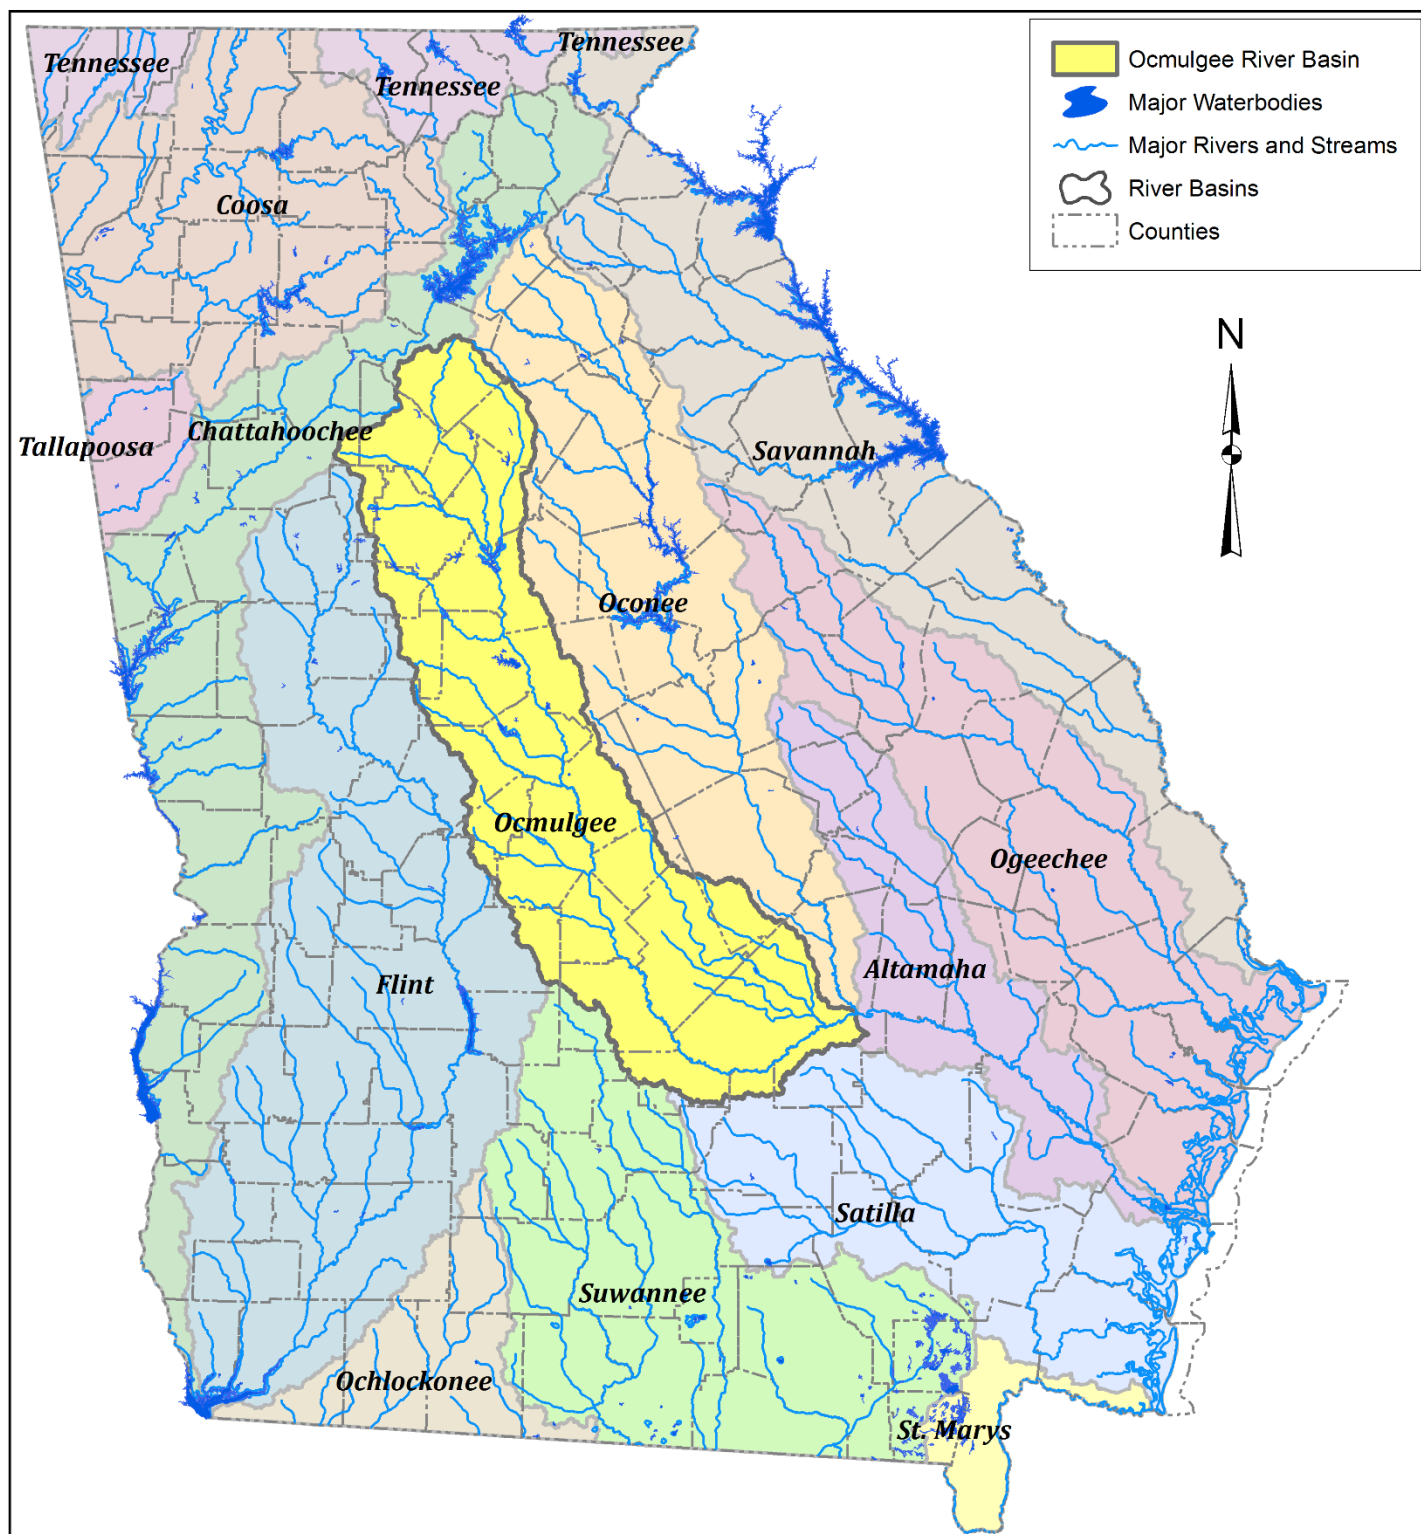 Ocmulgee River Basin
Major Waterbodies
Major Rivers and Streams
River Basins
Counties
N
Tennessee
Tennessee
Tennessee
Coosa
Tallapoosa
Chattahoochee
Savannah
Oconee
Ocmulgee
Ogeechee
Flint
Altamaha
Satilla
Suwannee
Ochlockonee
St. Marys